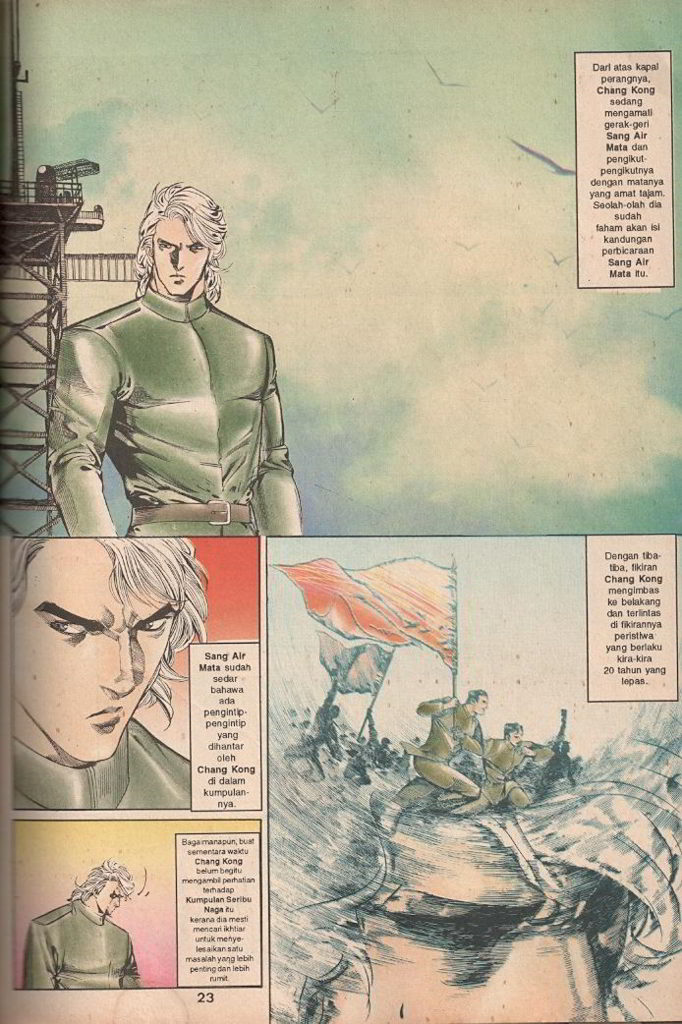 Dari atas kapal
perangnya,
Chang Kong
sedang
mengamati
gerak-geri
Sang Air
Mata dan
pengikut-
pengikutnya
dengan matanya
yang amat tajam.
Seolah-olah dia
sudah
faham akan isi
kandungan
perbicaraan
Sang Air
Mata itu.
Sang Air
Mata sudah
sedar
bahawa
ada
pengintip-
pengintip
yang
dihantar
oleh
Chang Kong
di dalam
kumpulan-
nya.
Bagaimanapun, buat
sementara waktu
Chang Kong
belum begitu
mengambil perhatian
terhadap
Kumpulan Seribu
Naga itu
kerana dia mesti
mencari ikhtiar
untuk menye-
lesaikan satu
masalah yang lebih
penting dan lebih
rumit.
Dengan tiba-
tiba, fikiran
Chang Kong
mengimbas
ke belakang
dan terlintas
di fikirannya
peristiwa
yang berlaku
kira-kira
20 tahun yang
lepas.
23